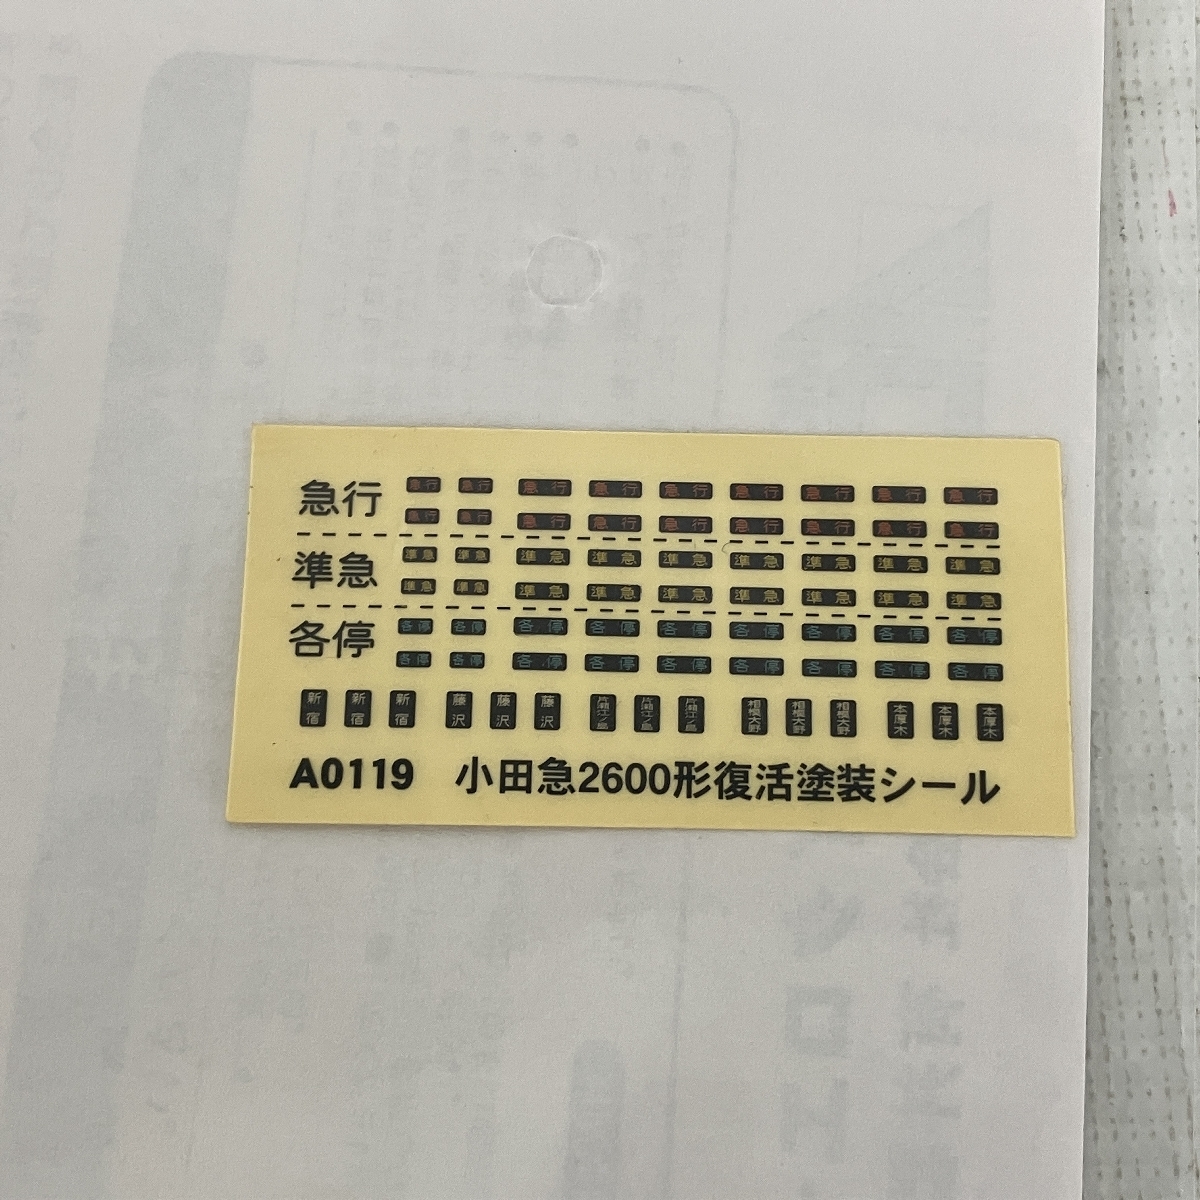 急行 急行 急行 急行 急行 急行 急行 急行 急行 急行
急行 急行 急行 急行 急行 急行 急行 急行 急行
準急 準急 準急 準急 準急 準急 準急 準急 準急 準急
準急 準急 準急 準急 準急 準急 準急 準急 準急
各停 各停 各停 各停 各停 各停 各停 各停 各停 各停
各停 各停 各停 各停 各停 各停 各停 各停 各停
新宿 新宿 新宿 藤沢 藤沢 藤沢 片瀬江ノ島 片瀬江ノ島 片瀬江ノ島 相模大野 相模大野 相模大野 本厚木 本厚木 本厚木
A0119 小田急2600形復活塗装シール